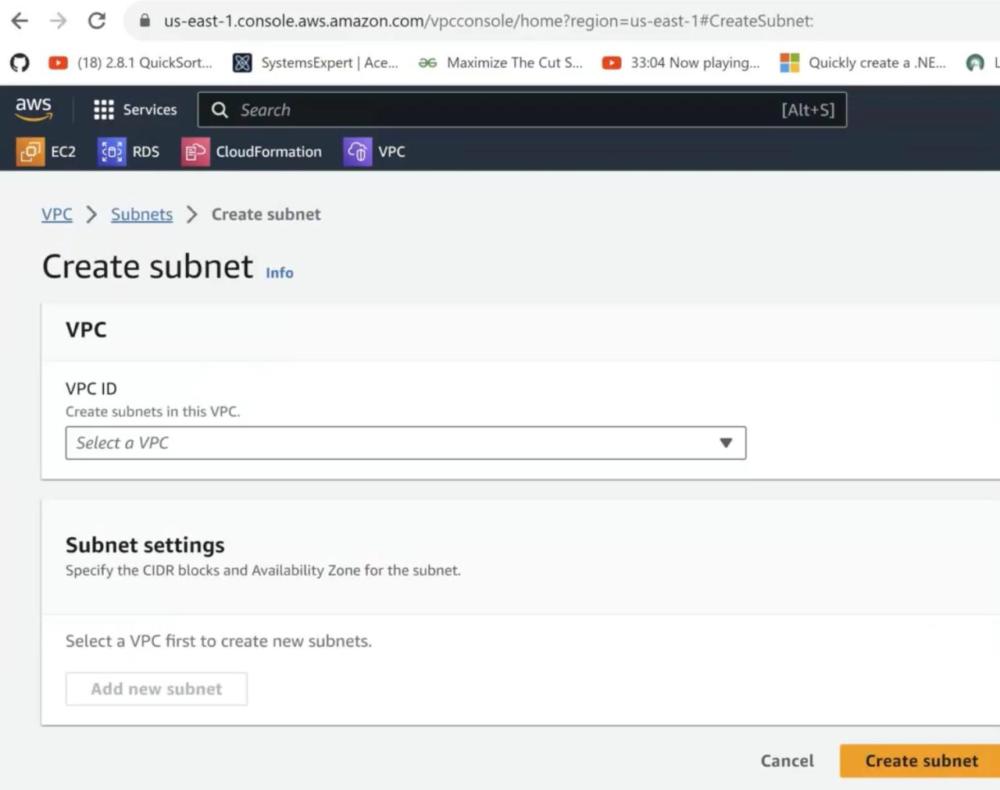 us-east-1.console.aws.amazon.com/vpcconsole/home?region=us-east-1#CreateSubnet:
(18) 2.8.1 QuickSort... SystemsExpert | Ace... Maximize The Cut S... 33:04 Now playing... Quickly create a .NE... L
aws Services Search [Alt+S]
EC2 RDS CloudFormation VPC
VPC > Subnets > Create subnet
Create subnet Info
VPC
VPC ID
Create subnets in this VPC.
Select a VPC
Subnet settings
Specify the CIDR blocks and Availability Zone for the subnet.
Select a VPC first to create new subnets.
Add new subnet
Cancel Create subnet